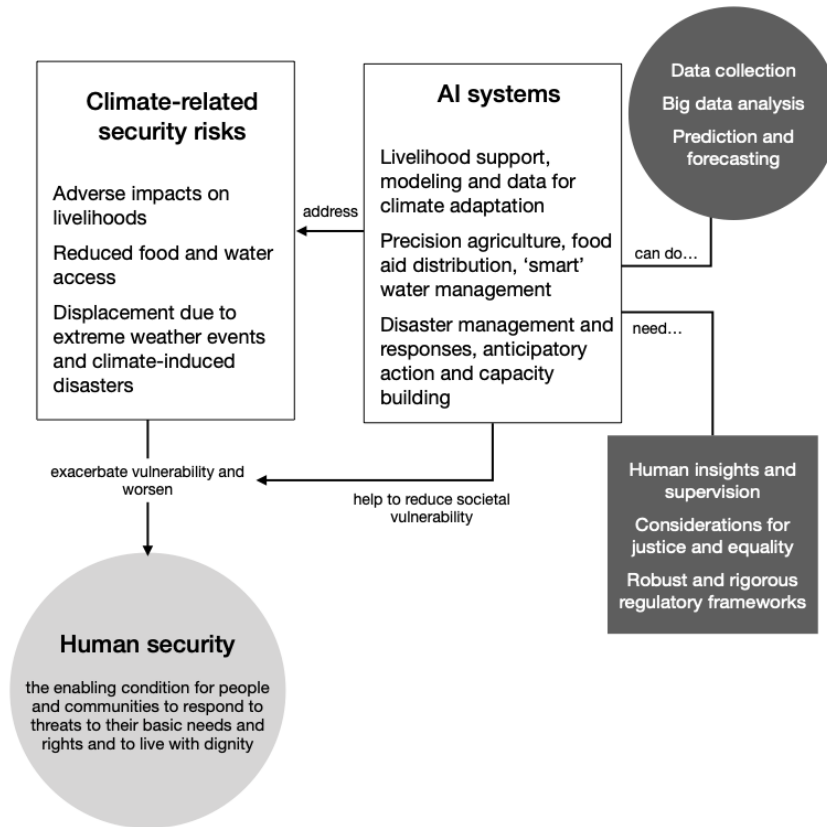 Climate-related
security risks
Adverse impacts on
livelihoods
Reduced food and water
access
Displacement due to
extreme weather events
and climate-induced
disasters
address
AI systems
Livelihood support,
modeling and data for
climate adaptation
Precision agriculture, food
aid distribution, ‘smart’
water management
Disaster management and
responses, anticipatory
action and capacity
building
Data collection
Big data analysis
Prediction and
forecasting
can do…
need…
Human insights and
supervision
Considerations for
justice and equality
Robust and rigorous
regulatory frameworks
exacerbate vulnerability and
worsen
help to reduce societal
vulnerability
Human security
the enabling condition for people
and communities to respond to
threats to their basic needs and
rights and to live with dignity